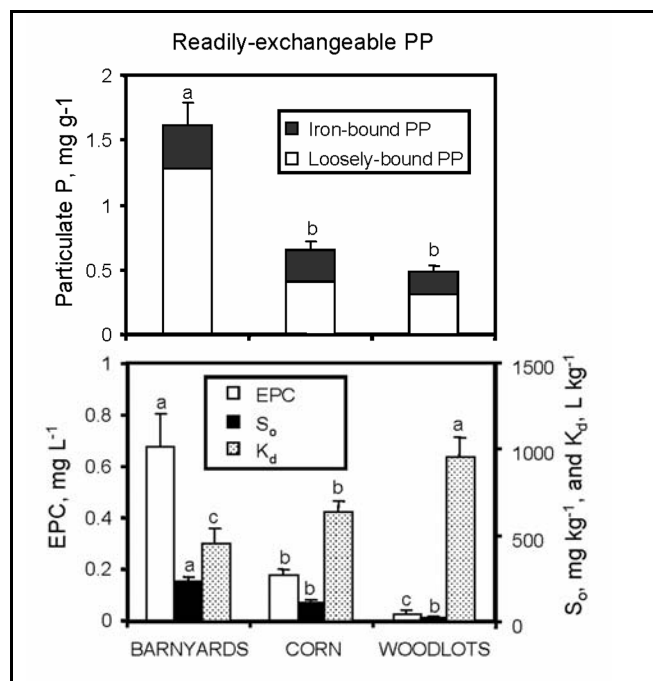 Readily-exchangeable PP
Particulate P, mg g-1
2
1.5
1
0.5
0
a
b
b
Iron-bound PP
Loosely-bound PP
EPC, mg L⁻¹
1
0.8
0.6
0.4
0.2
0
EPC
Sₒ
K_d
a
a
c
b
b
b
c
b
a
1500
1000
500
0
Sₒ, mg kg⁻¹, and K_d, L kg⁻¹
BARNYARDS CORN WOODLOTS